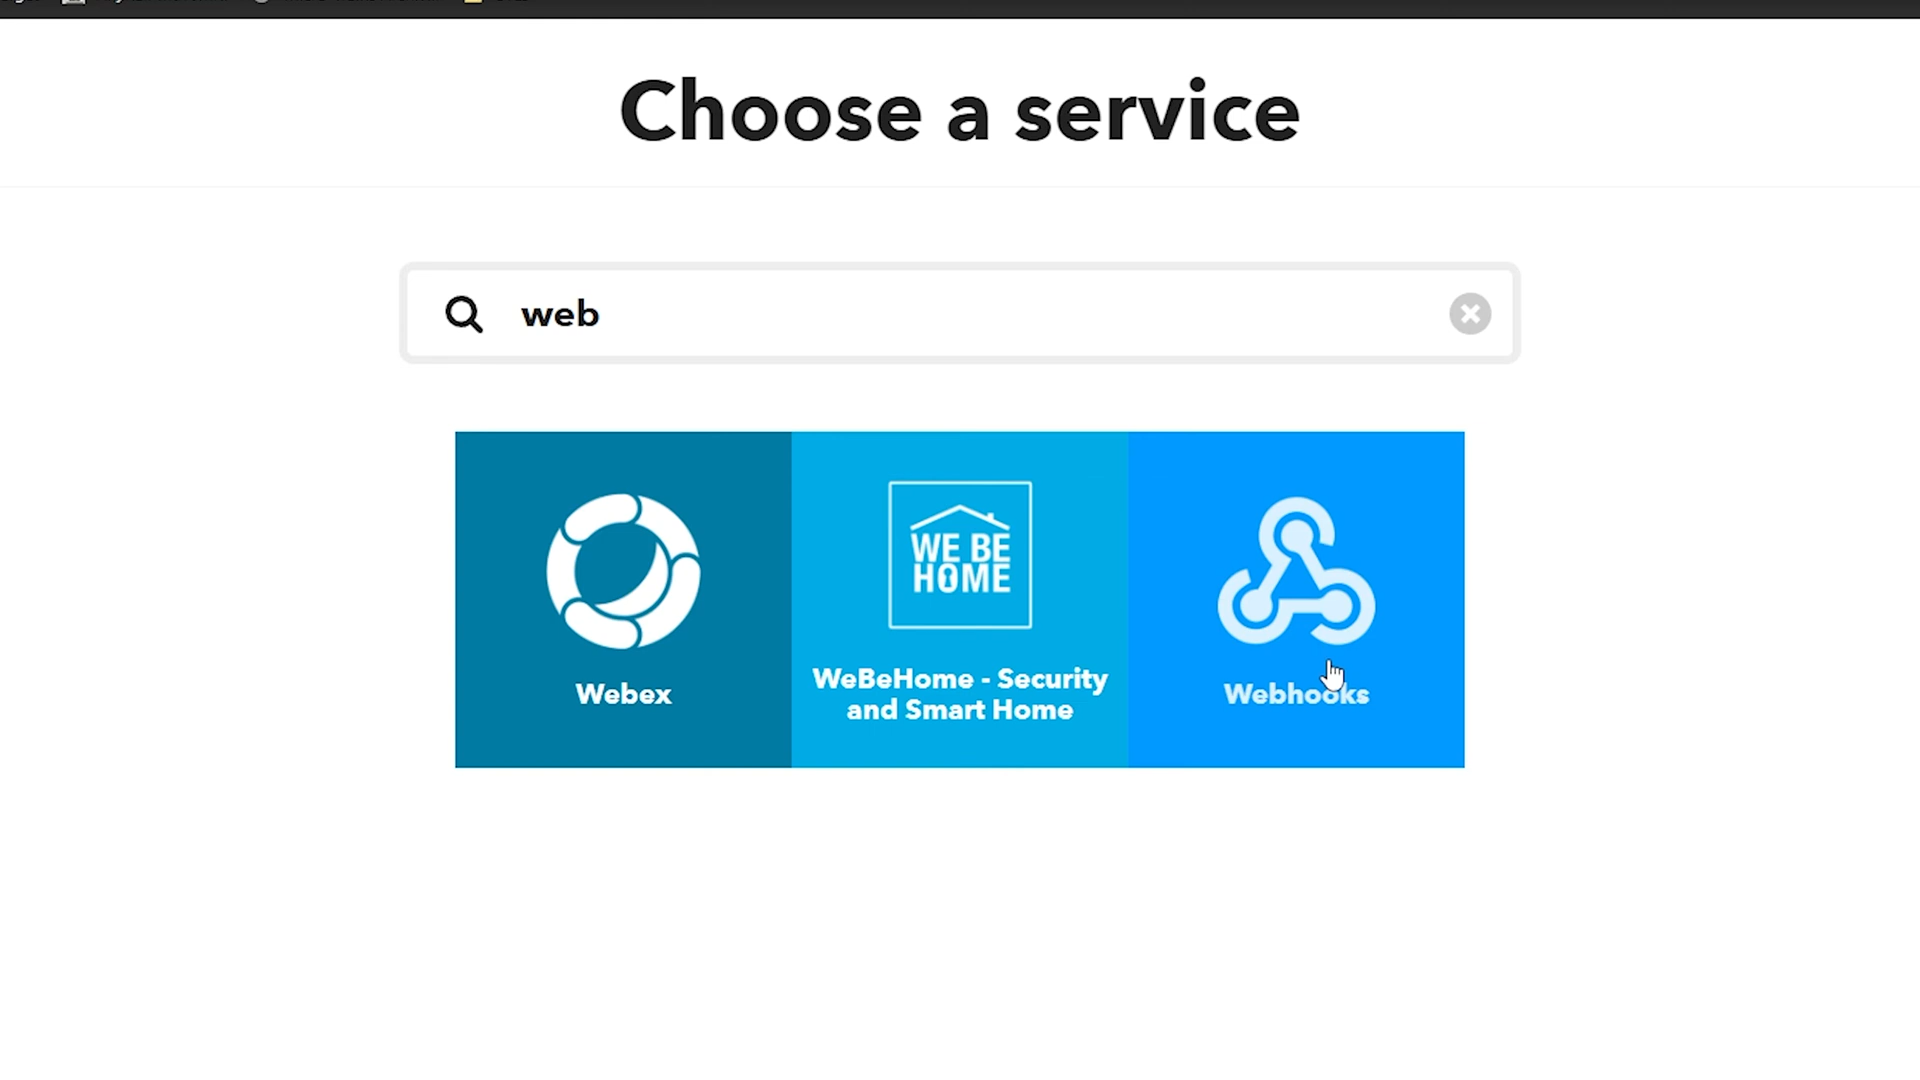 Choose a service
web
WE BE
HOME
Webex
WeBeHome - Security
and Smart Home
Webhooks